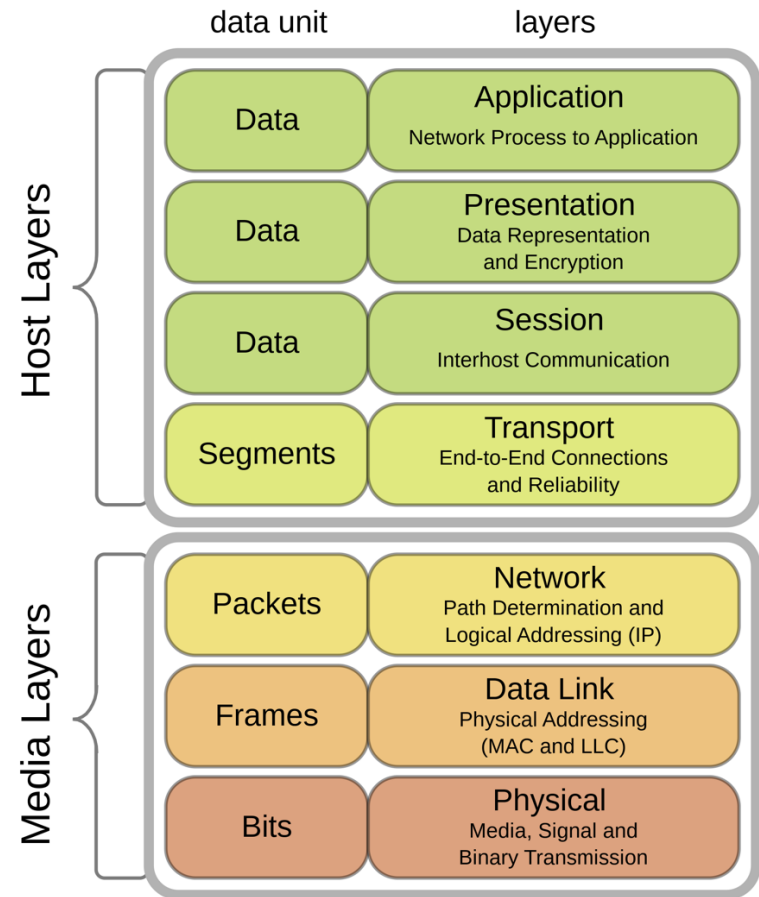 data unit
layers
Host Layers
Data
Application
Network Process to Application
Data
Presentation
Data Representation
and Encryption
Data
Session
Interhost Communication
Segments
Transport
End-to-End Connections
and Reliability
Media Layers
Packets
Network
Path Determination and
Logical Addressing (IP)
Frames
Data Link
Physical Addressing
(MAC and LLC)
Bits
Physical
Media, Signal and
Binary Transmission